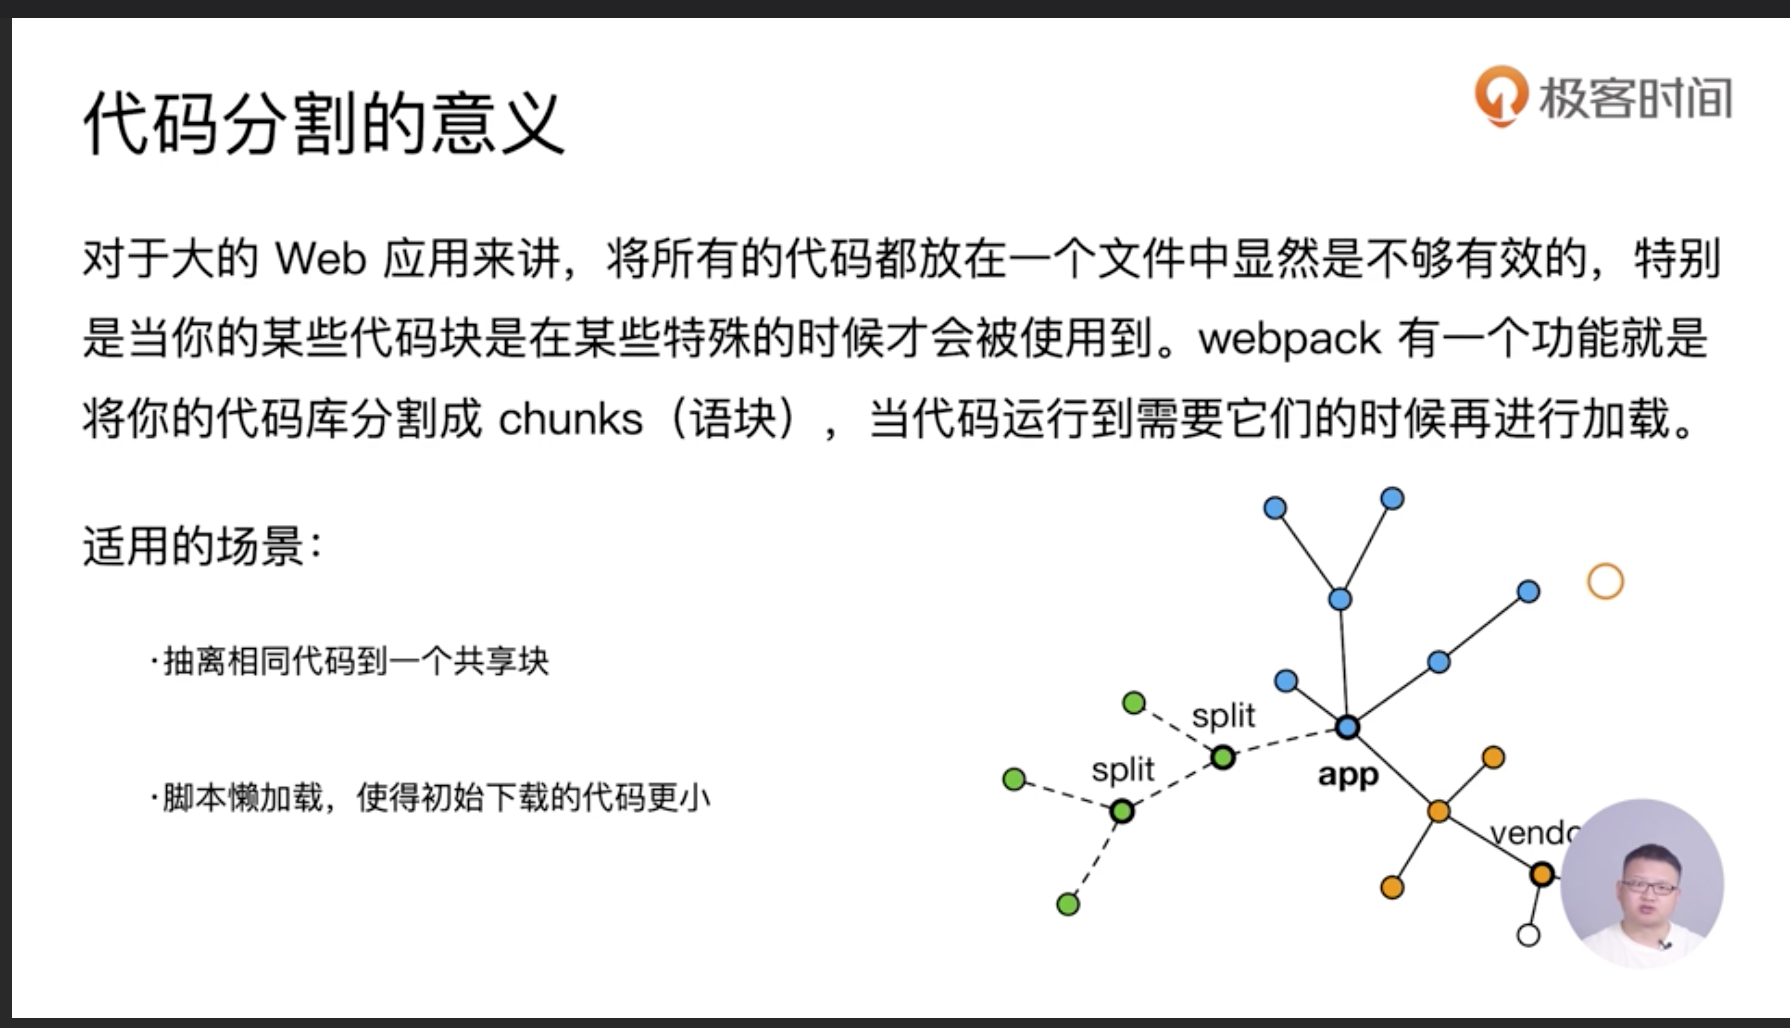 极客时间
代码分割的意义
对于大的 Web 应用来讲，将所有的代码都放在一个文件中显然是不够有效的，特别
是当你的某些代码块是在某些特殊的时候才会被使用到。webpack 有一个功能就是
将你的代码库分割成 chunks（语块），当代码运行到需要它们的时候再进行加载。
适用的场景：
·抽离相同代码到一个共享块
·脚本懒加载，使得初始下载的代码更小
split
split
app